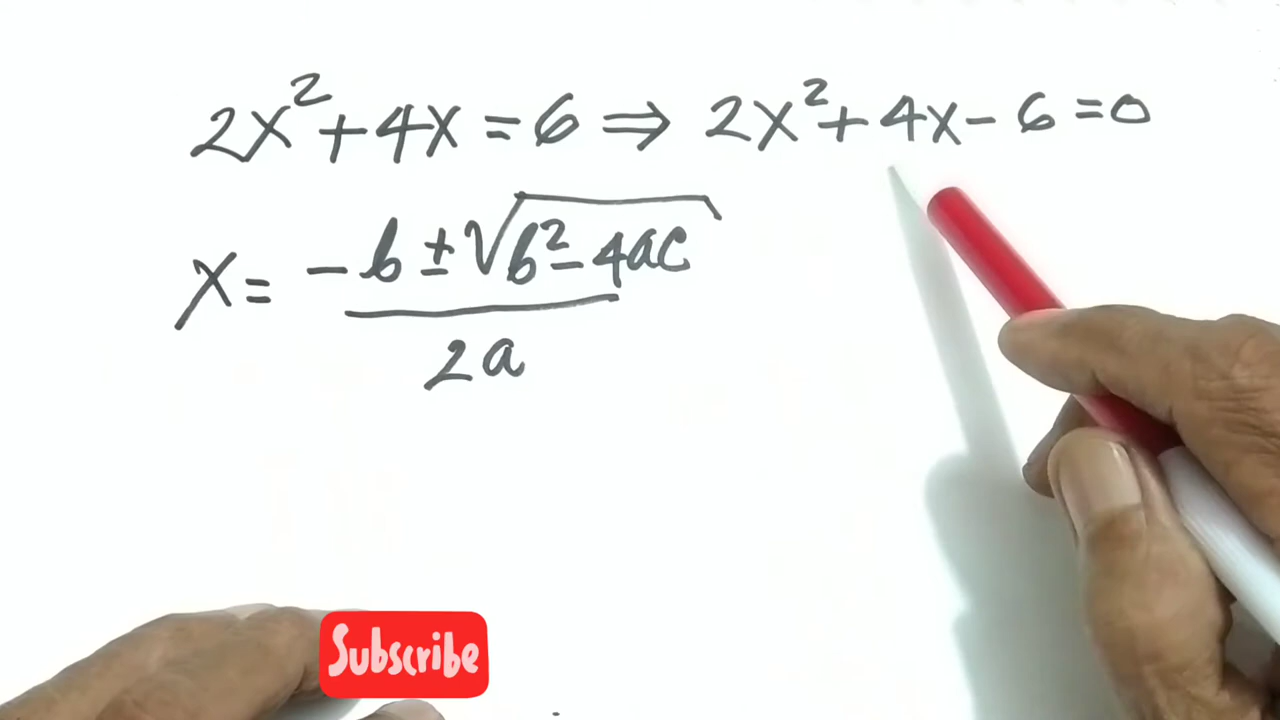 2x²+4x=6⇒2x²+4x-6=0
x= -b±√b²-4ac
2a
Subscribe